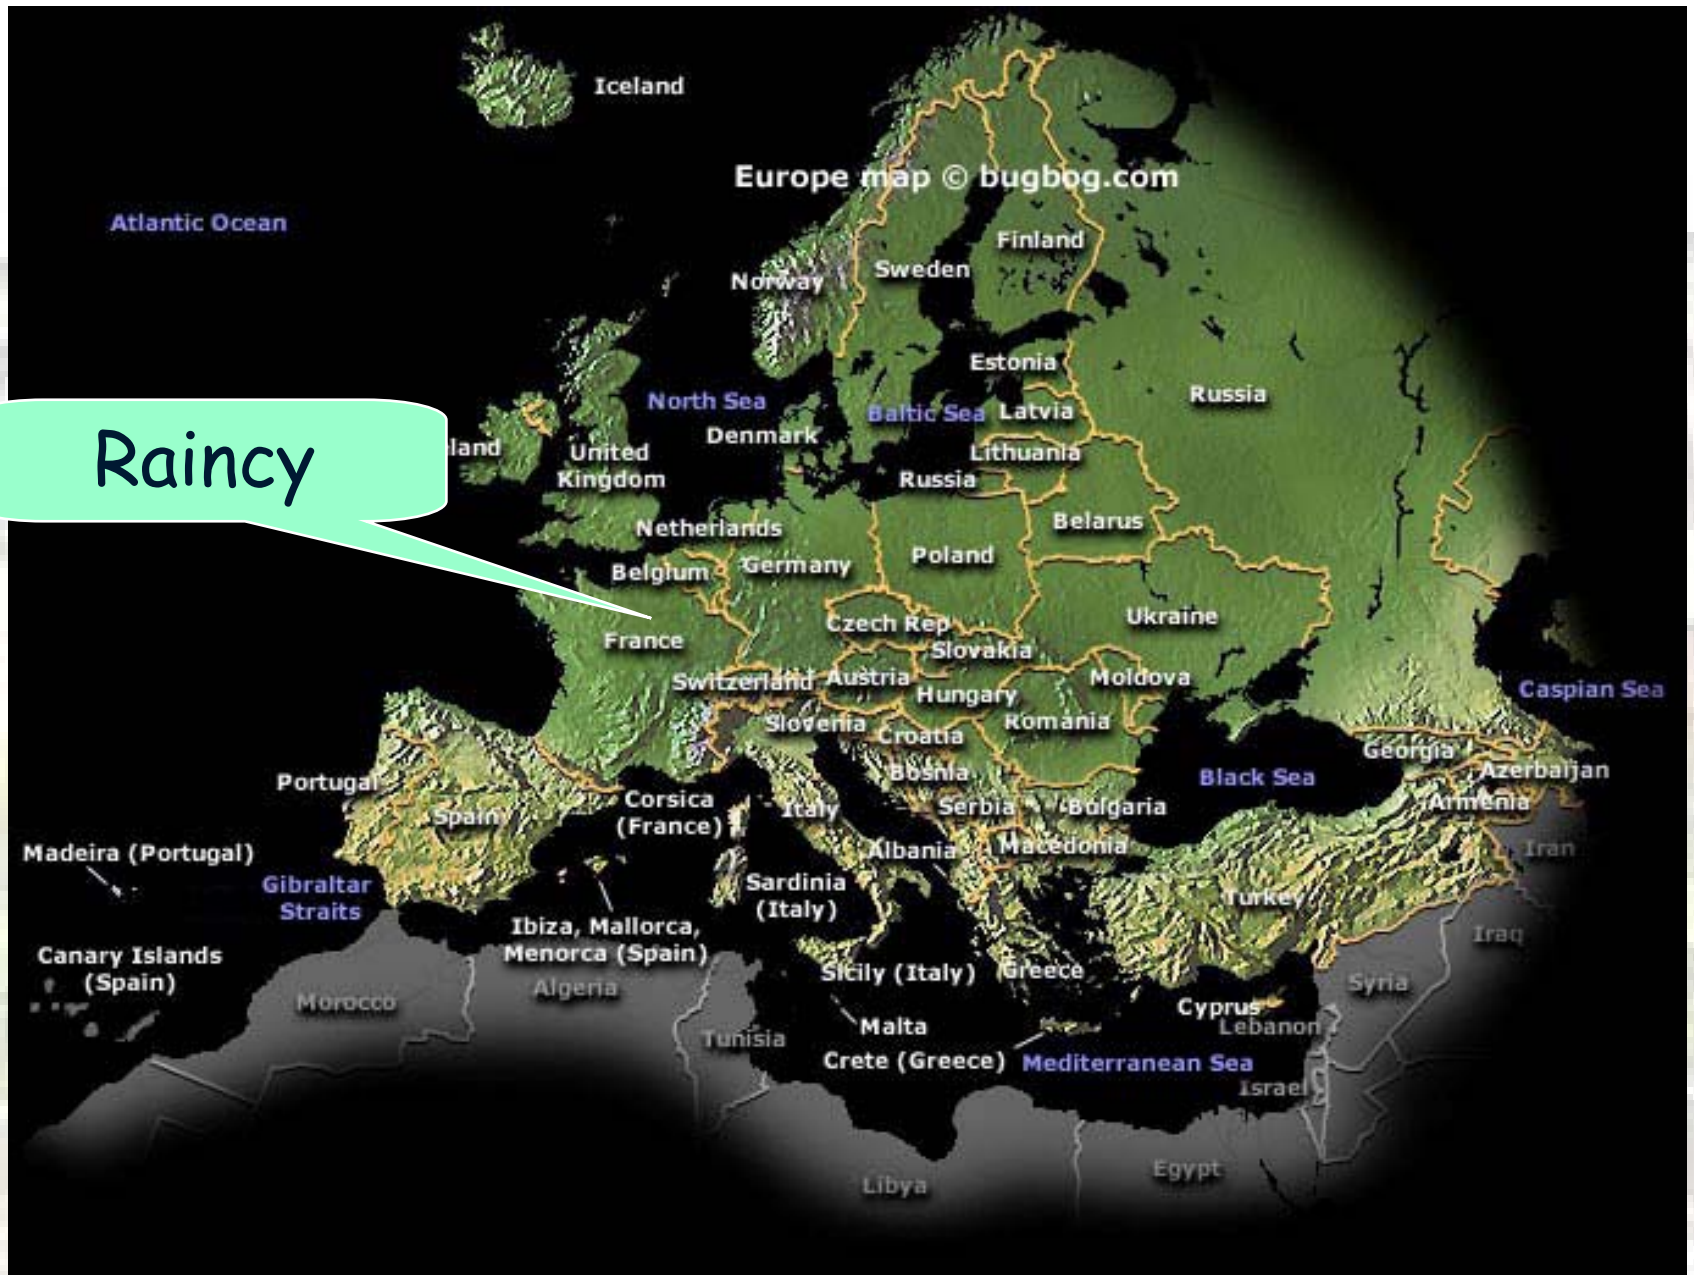 Iceland
Europe map © bugbog.com
Atlantic Ocean
Finland
Sweden
Norway
Estonia
Russia
North Sea
Baltic Sea
Latvia
Denmark
Raincy
land
United
Kingdom
Lithuania
Russia
Belarus
Netherlands
Poland
Germany
Belgium
Ukraine
Czech Rep
France
Slovakia
Moldova
Austria
Switzerland
Caspian Sea
Hungary
Romania
Slovenia
Croatia
Georgia
Azerbaijan
Bosnia
Black Sea
Portugal
Corsica
(France)
Armenia
Serbia
Bulgaria
Italy
Spain
Macedonia
Iran
Albania
Madeira (Portugal)
Gibraltar
Straits
Sardinia
(Italy)
Turkey
Ibiza, Mallorca,
Menorca (Spain)
Iraq
Canary Islands
(Spain)
Sicily (Italy)
Greece
Syria
Algeria
Morocco
Cyprus
Lebanon
Malta
Tunisia
Crete (Greece)
Mediterranean Sea
Israel
Egypt
Libya